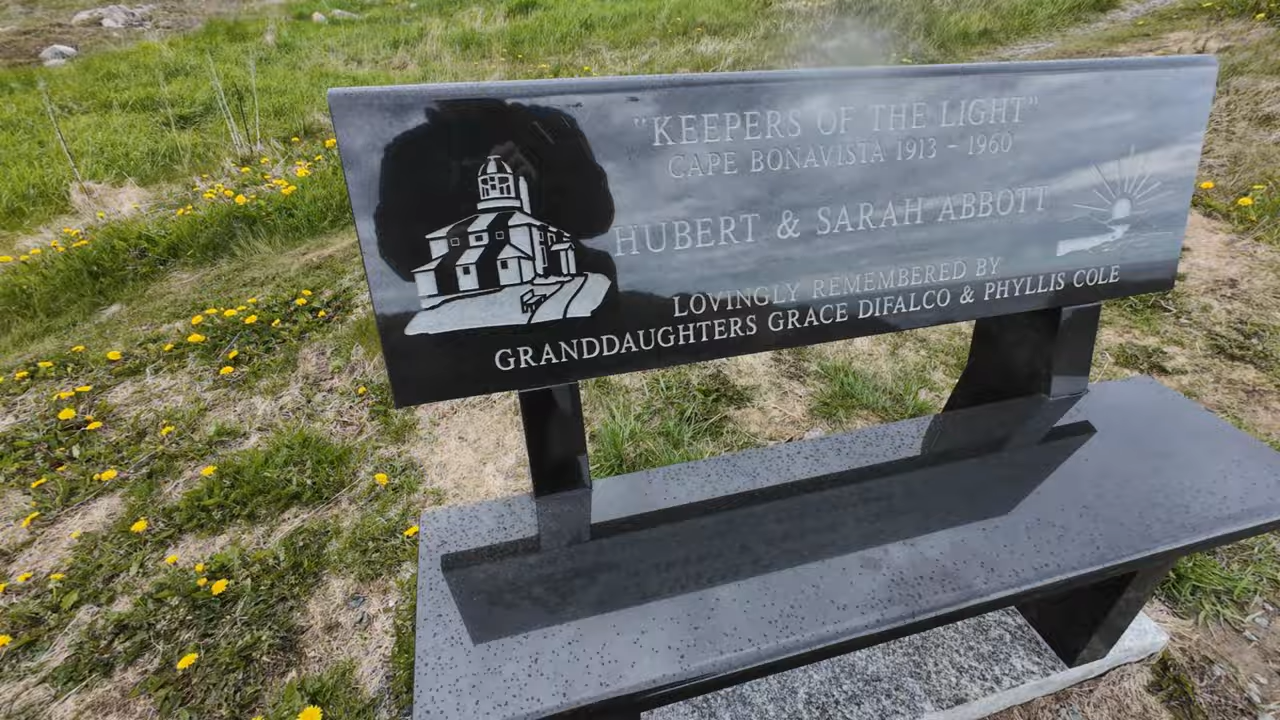 "KEEPERS OF THE LIGHT"
CAPE BONAVISTA 1913 - 1960
HUBERT & SARAH ABBOTT
LOVINGLY REMEMBERED BY
GRANDDAUGHTERS GRACE DIFALCO & PHYLLIS COLE